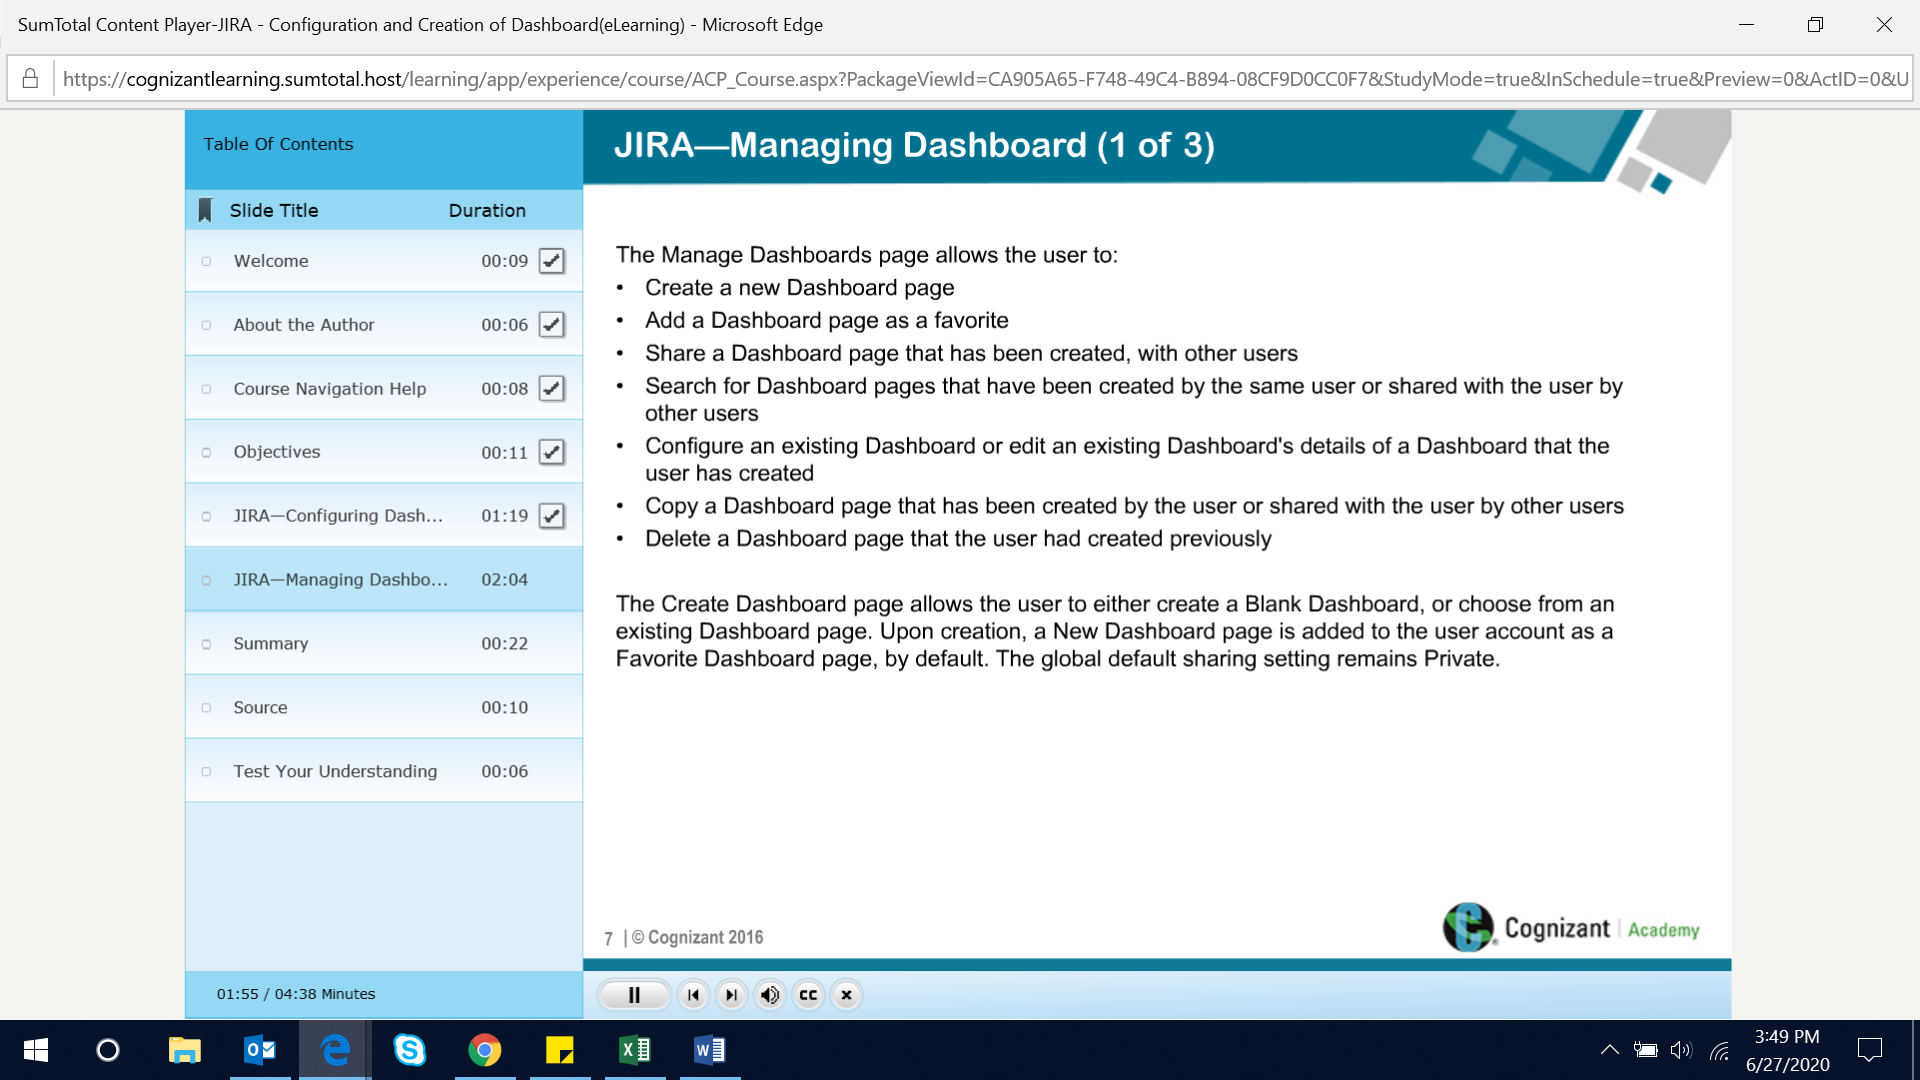 SumTotal Content Player-JIRA - Configuration and Creation of Dashboard(eLearning) - Microsoft Edge
https://cognizantlearning.sumtotal.host/learning/app/experience/course/ACP_Course.aspx?PackageViewId=CA905A65-F748-49C4-B894-08CF9D0CC0F7&StudyMode=true&InSchedule=true&Preview=0&ActID=0&U
Table Of Contents
Slide Title Duration
Welcome 00:09
About the Author 00:06
Course Navigation Help 00:08
Objectives 00:11
JIRA—Configuring Dash... 01:19
JIRA—Managing Dashbo... 02:04
Summary 00:22
Source 00:10
Test Your Understanding 00:06
01:55 / 04:38 Minutes
JIRA—Managing Dashboard (1 of 3)
The Manage Dashboards page allows the user to:
• Create a new Dashboard page
• Add a Dashboard page as a favorite
• Share a Dashboard page that has been created, with other users
• Search for Dashboard pages that have been created by the same user or shared with the user by
other users
• Configure an existing Dashboard or edit an existing Dashboard's details of a Dashboard that the
user has created
• Copy a Dashboard page that has been created by the user or shared with the user by other users
• Delete a Dashboard page that the user had created previously
The Create Dashboard page allows the user to either create a Blank Dashboard, or choose from an
existing Dashboard page. Upon creation, a New Dashboard page is added to the user account as a
Favorite Dashboard page, by default. The global default sharing setting remains Private.
7 | © Cognizant 2016
Cognizant | Academy
CC
3:49 PM
6/27/2020